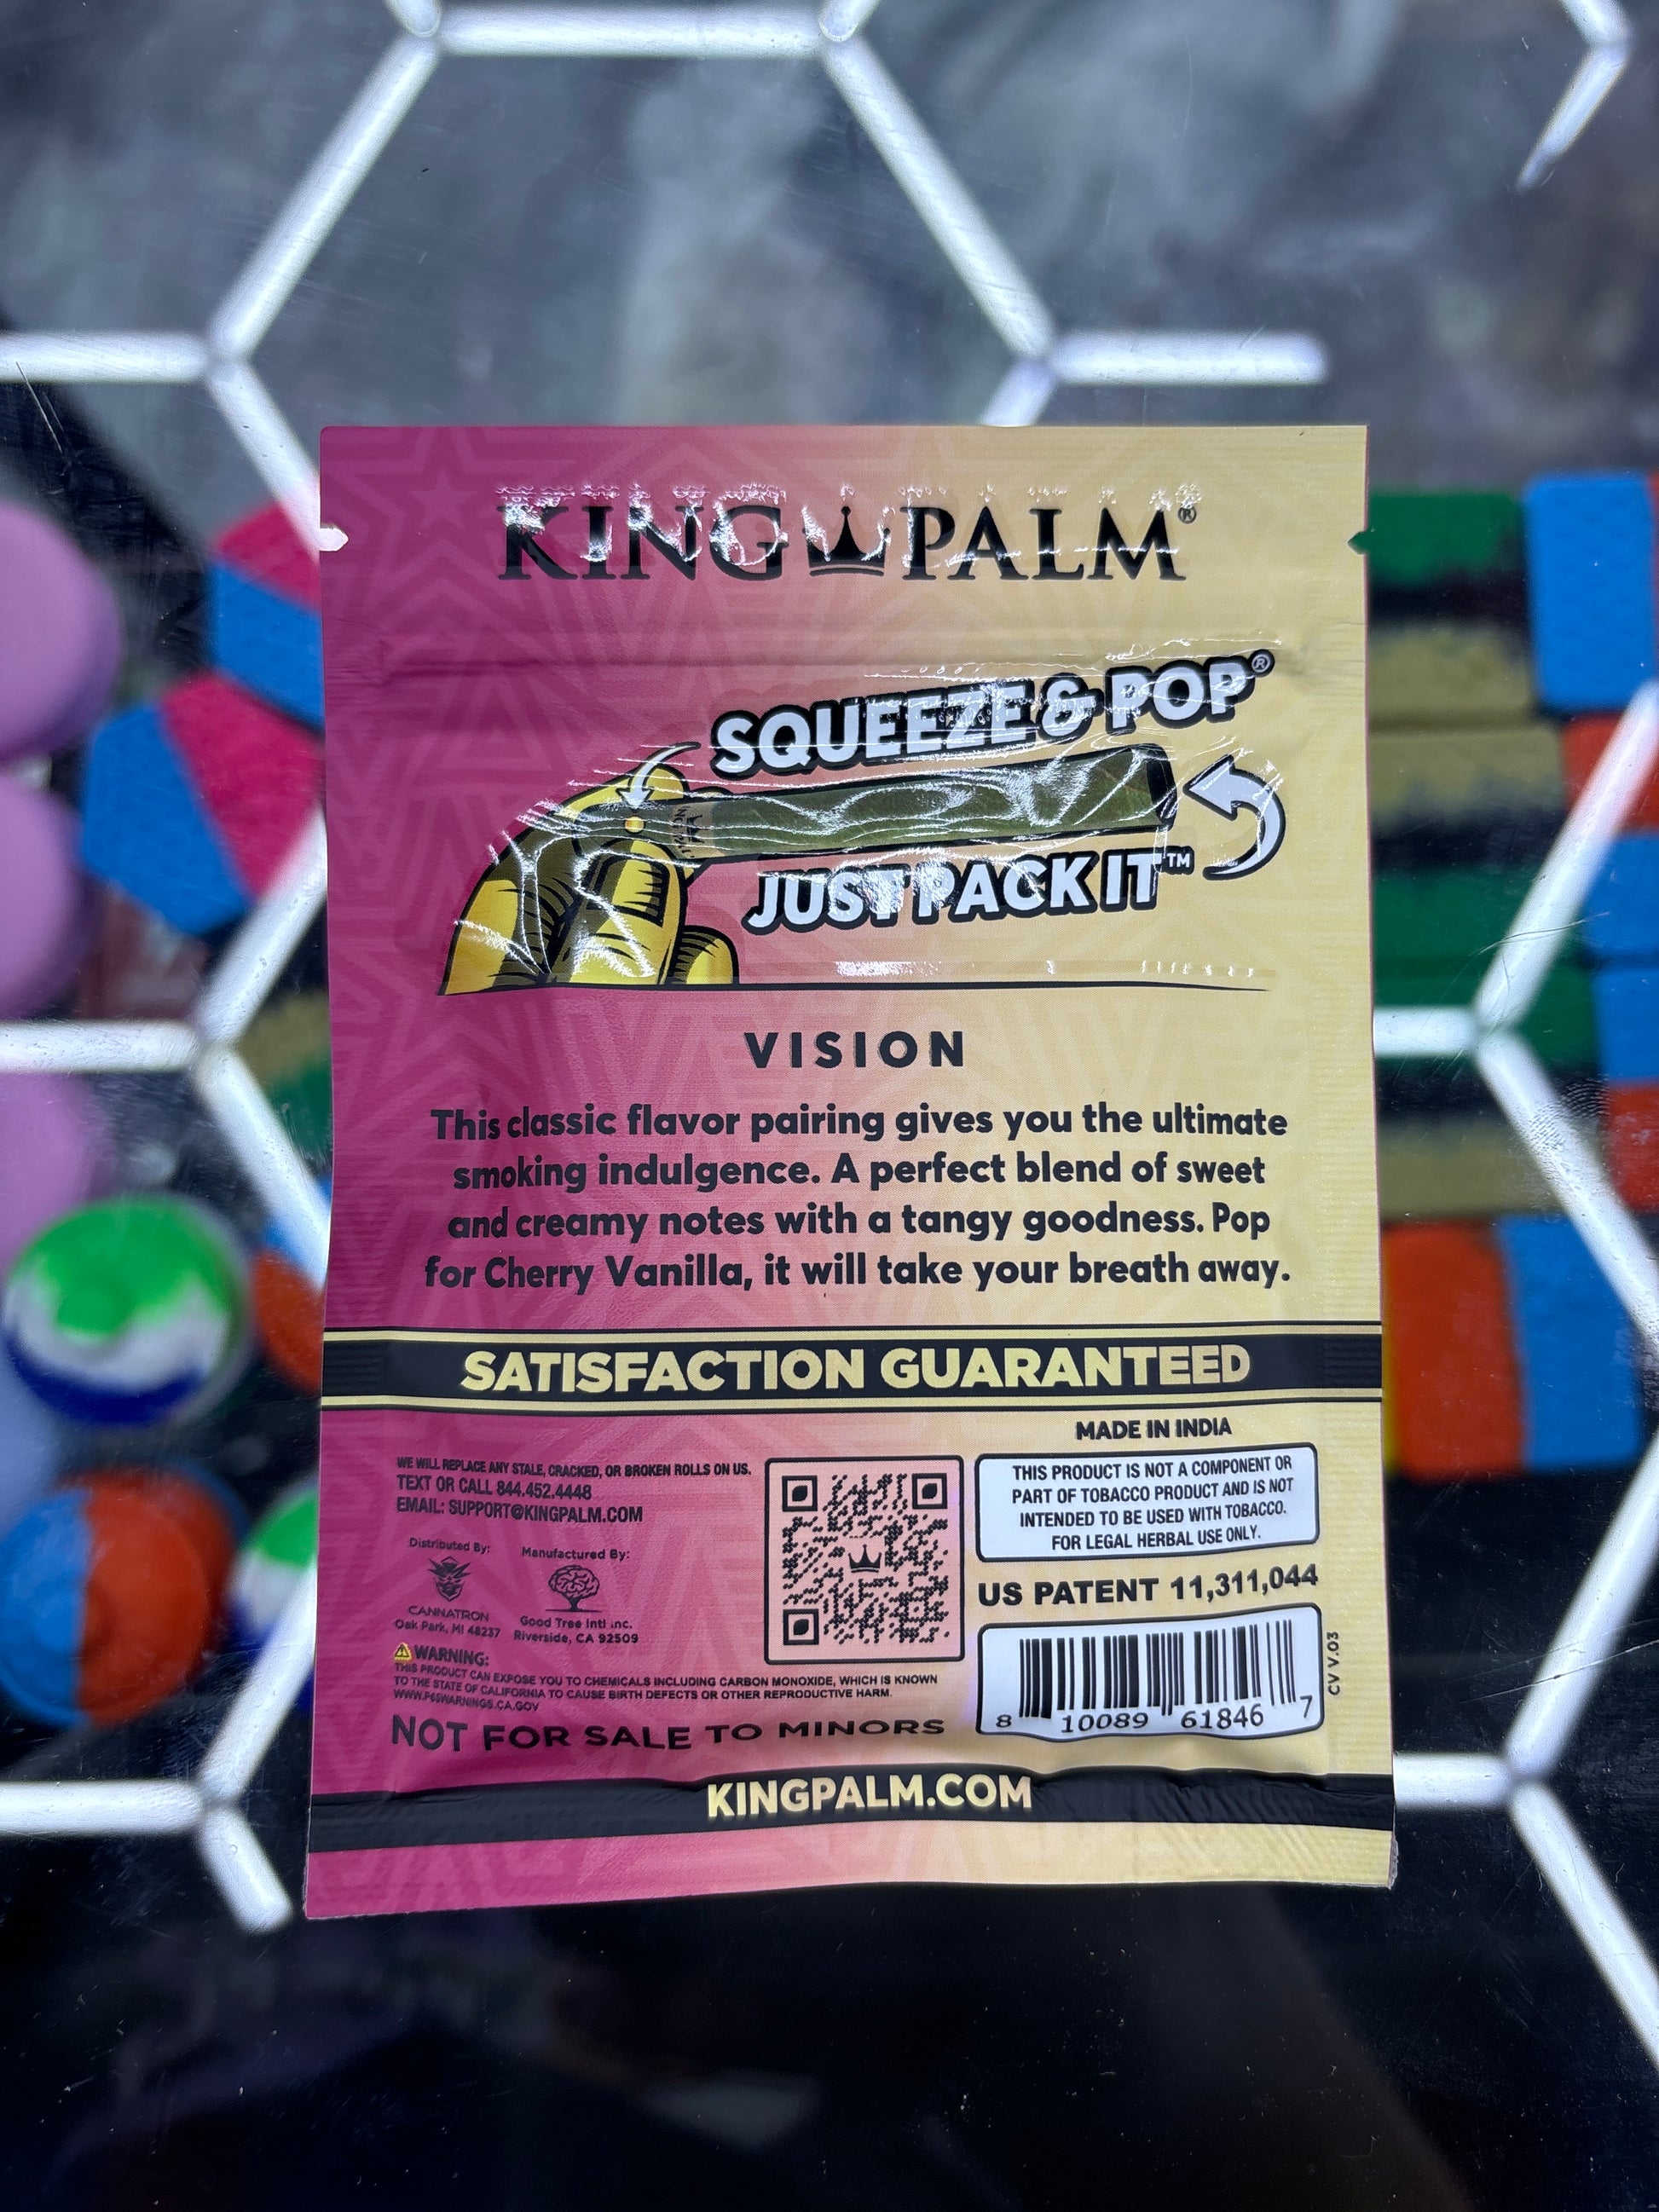 KING PALM®
SQUEEZE & POP®
JUST PACK IT™
VISION
This classic flavor pairing gives you the ultimate
smoking indulgence. A perfect blend of sweet
and creamy notes with a tangy goodness. Pop
for Cherry Vanilla, it will take your breath away.
SATISFACTION GUARANTEED
WE WILL REPLACE ANY STALE, CRACKED, OR BROKEN ROLLS ON US.
TEXT OR CALL 844.452.4448
EMAIL: SUPPORT@KINGPALM.COM
Distributed By:
CANNATRON
Oak Park, MI 48237
Manufactured By:
Good Tree Intl inc.
Riverside, CA 92509
WARNING:
THIS PRODUCT CAN EXPOSE YOU TO CHEMICALS INCLUDING CARBON MONOXIDE, WHICH IS KNOWN
TO THE STATE OF CALIFORNIA TO CAUSE BIRTH DEFECTS OR OTHER REPRODUCTIVE HARM.
WWW.P65WARNINGS.CA.GOV
NOT FOR SALE TO MINORS
MADE IN INDIA
THIS PRODUCT IS NOT A COMPONENT OR
PART OF TOBACCO PRODUCT AND IS NOT
INTENDED TO BE USED WITH TOBACCO.
FOR LEGAL HERBAL USE ONLY.
US PATENT 11,311,044
8 10089 61846 7
CV V.03
KINGPALM.COM